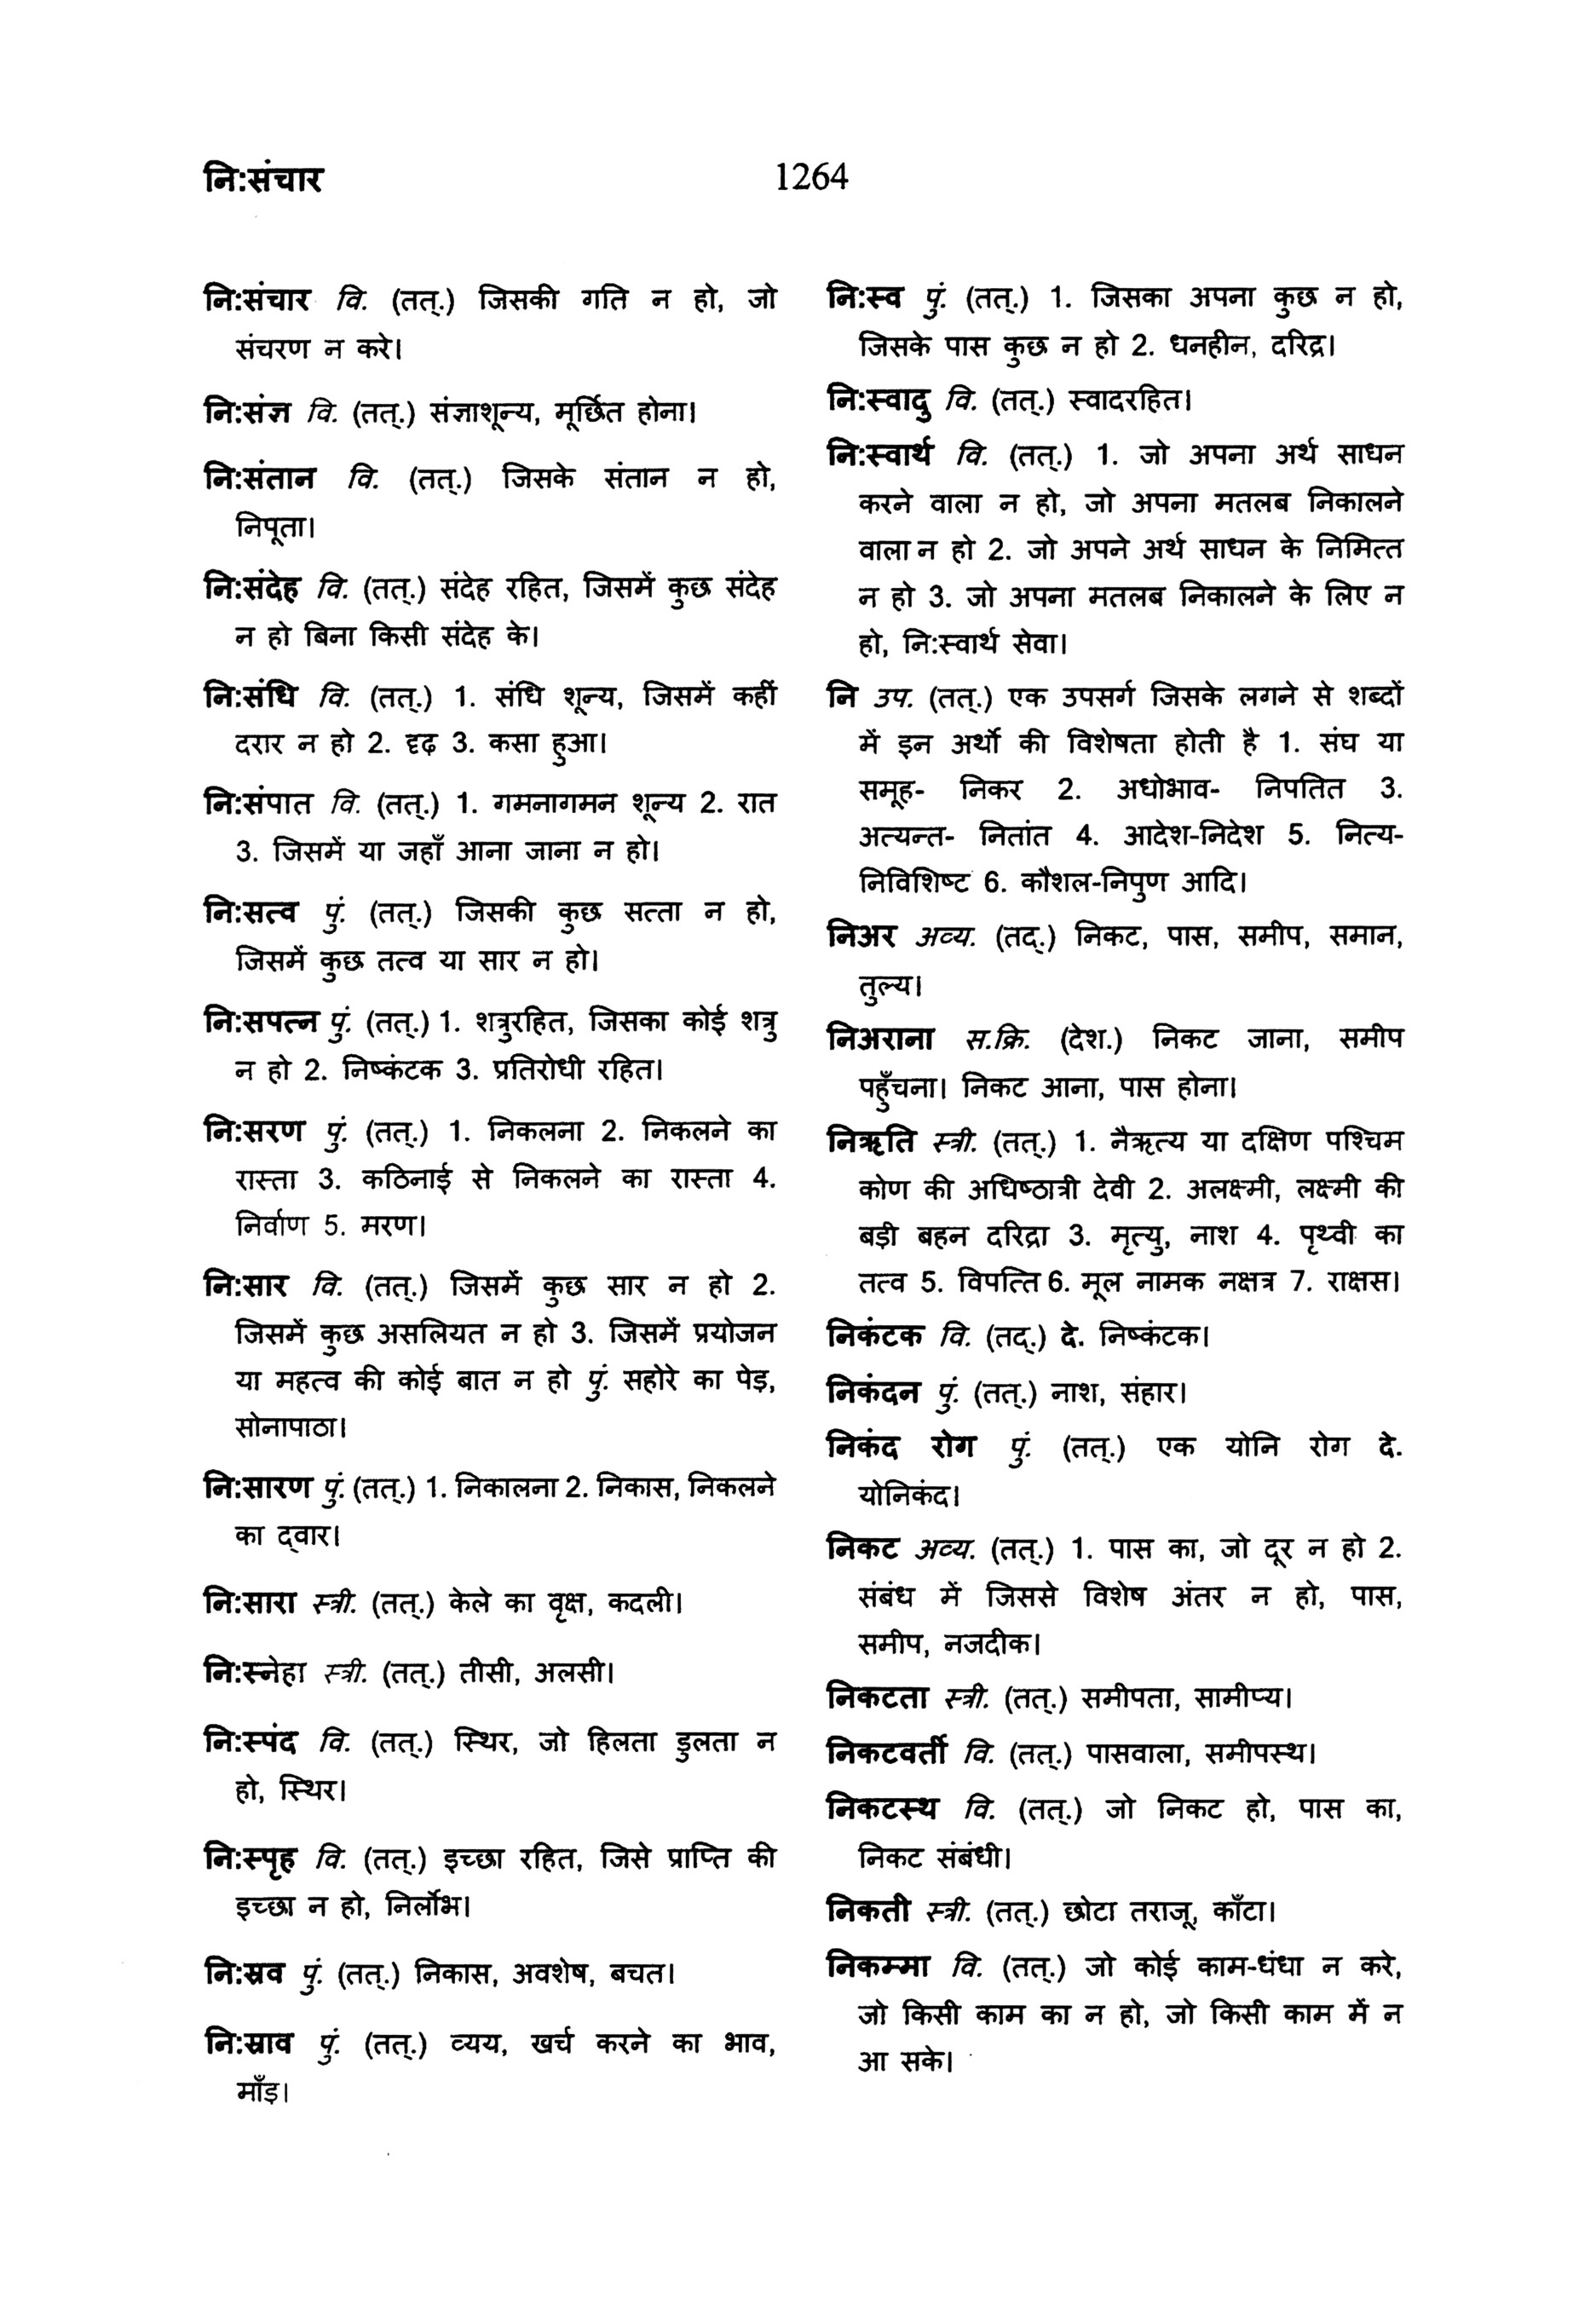 नि:संचार
1264
नि:संचार वि. (तत्.) जिसकी गति न हो, जो
संचरण न करे।
नि:संज्ञ वि. (तत्.) संज्ञाशून्य, मूर्छित होना।
नि:संतान वि. (तत्.) जिसके संतान न हो,
निपूता।
नि:संदेह वि. (तत्.) संदेह रहित, जिसमें कुछ संदेह
न हो बिना किसी संदेह के।
नि:संधि वि. (तत्.) 1. संधि शून्य, जिसमें कहीं
दरार न हो 2. दृढ़ 3. कसा हुआ।
नि:संपात वि. (तत्.) 1. गमनागमन शून्य 2. रात
3. जिसमें या जहाँ आना जाना न हो।
नि:सत्व पुं. (तत्.) जिसकी कुछ सत्ता न हो,
जिसमें कुछ तत्व या सार न हो।
नि:सपत्न पुं. (तत्.) 1. शत्रुरहित, जिसका कोई शत्रु
न हो 2. निष्कंटक 3. प्रतिरोधी रहित।
नि:सरण पुं. (तत्.) 1. निकलना 2. निकलने का
रास्ता 3. कठिनाई से निकलने का रास्ता 4.
निर्वाण 5. मरण।
नि:सार वि. (तत्.) जिसमें कुछ सार न हो 2.
जिसमें कुछ असलियत न हो 3. जिसमें प्रयोजन
या महत्व की कोई बात न हो पुं. सहोरे का पेड़,
सोनापाठा।
नि:सारण पुं. (तत्.) 1. निकालना 2. निकास, निकलने
का द्‌वार।
नि:सारा स्त्री. (तत्.) केले का वृक्ष, कदली।
नि:स्नेहा स्त्री. (तत्.) तीसी, अलसी।
नि:स्पंद वि. (तत्.) स्थिर, जो हिलता डुलता न
हो, स्थिर।
नि:स्पृह वि. (तत्.) इच्छा रहित, जिसे प्राप्ति की
इच्छा न हो, निर्लोभ।
नि:स्रव पुं. (तत्.) निकास, अवशेष, बचत।
नि:स्राव पुं. (तत्.) व्यय, खर्च करने का भाव,
माँड़।
नि:स्व पुं. (तत्.) 1. जिसका अपना कुछ न हो,
जिसके पास कुछ न हो 2. धनहीन, दरिद्र।
नि:स्वादु वि. (तत्.) स्वादरहित।
नि:स्वार्थ वि. (तत्.) 1. जो अपना अर्थ साधन
करने वाला न हो, जो अपना मतलब निकालने
वाला न हो 2. जो अपने अर्थ साधन के निमित्त
न हो 3. जो अपना मतलब निकालने के लिए न
हो, नि:स्वार्थ सेवा।
नि उप. (तत्.) एक उपसर्ग जिसके लगने से शब्दों
में इन अर्थो की विशेषता होती है 1. संघ या
समूह- निकर 2. अधोभाव- निपतित 3.
अत्यन्त- नितांत 4. आदेश-निदेश 5. नित्य-
निविशिष्ट 6. कौशल-निपुण आदि।
निअर अव्य. (तद्.) निकट, पास, समीप, समान,
तुल्य।
निअराना स.क्रि. (देश.) निकट जाना, समीप
पहुँचना। निकट आना, पास होना।
निऋति स्त्री. (तत्.) 1. नैऋत्य या दक्षिण पश्चिम
कोण की अधिष्ठात्री देवी 2. अलक्ष्मी, लक्ष्मी की
बड़ी बहन दरिद्रा 3. मृत्यु, नाश 4. पृथ्वी का
तत्व 5. विपत्ति 6. मूल नामक नक्षत्र 7. राक्षस।
निकंटक वि. (तद्.) दे. निष्कंटक।
निकंदन पुं. (तत्.) नाश, संहार।
निकंद रोग पुं. (तत्.) एक योनि रोग दे.
योनिकंद।
निकट अव्य. (तत्.) 1. पास का, जो दूर न हो 2.
संबंध में जिससे विशेष अंतर न हो, पास,
समीप, नजदीक।
निकटता स्त्री. (तत्.) समीपता, सामीप्य।
निकटवर्ती वि. (तत्.) पासवाला, समीपस्थ।
निकटस्थ वि. (तत्.) जो निकट हो, पास का,
निकट संबंधी।
निकती स्त्री. (तत्.) छोटा तराजू, काँटा।
निकम्मा वि. (तत्.) जो कोई काम-धंधा न करे,
जो किसी काम का न हो, जो किसी काम में न
आ सके।